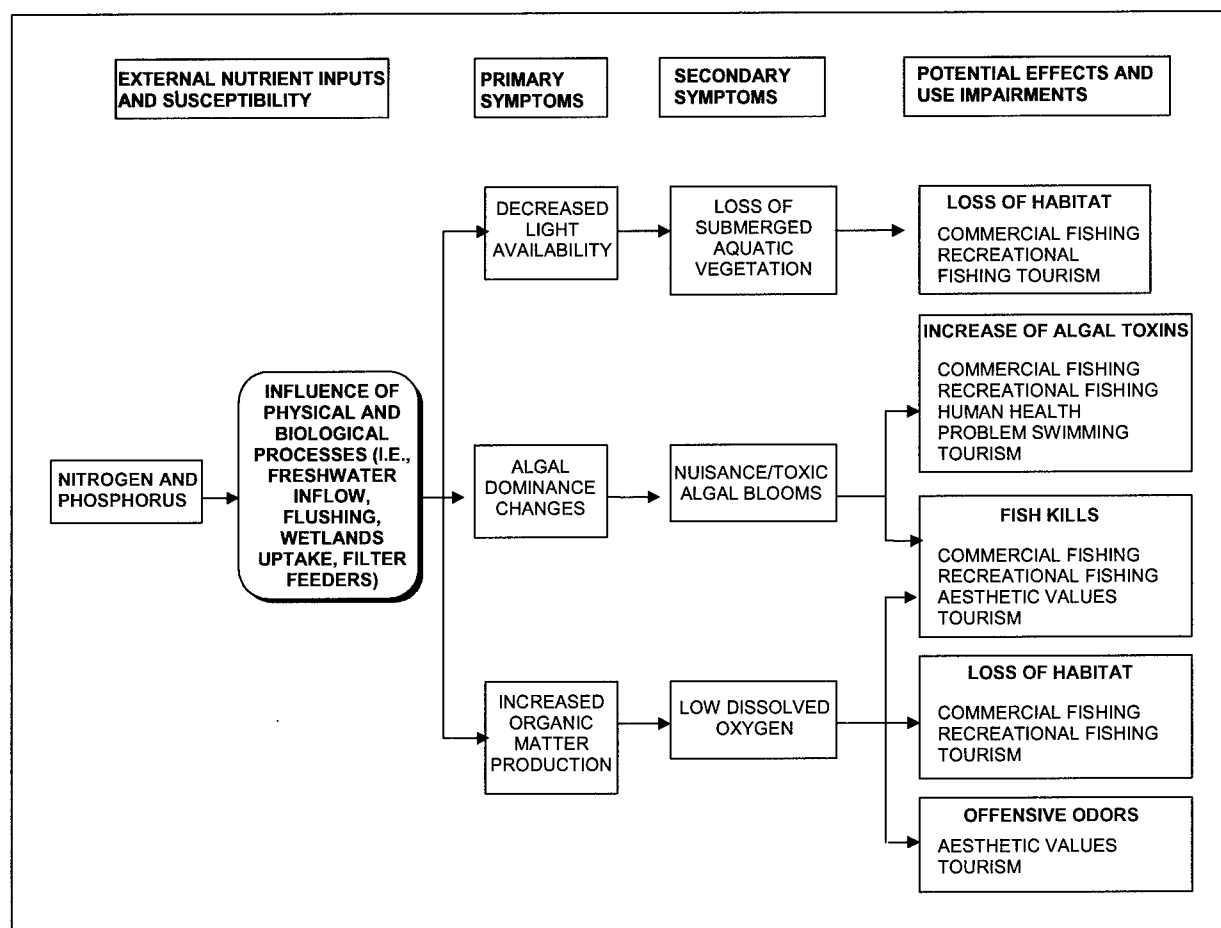 EXTERNAL NUTRIENT INPUTS
AND SUSCEPTIBILITY
PRIMARY
SYMPTOMS
SECONDARY
SYMPTOMS
POTENTIAL EFFECTS AND
USE IMPAIRMENTS
NITROGEN AND
PHOSPHORUS
INFLUENCE OF
PHYSICAL AND
BIOLOGICAL
PROCESSES (I.E.,
FRESHWATER
INFLOW,
FLUSHING,
WETLANDS
UPTAKE, FILTER
FEEDERS)
DECREASED
LIGHT
AVAILABILITY
LOSS OF
SUBMERGED
AQUATIC
VEGETATION
LOSS OF HABITAT
COMMERCIAL FISHING
RECREATIONAL
FISHING TOURISM
ALGAL
DOMINANCE
CHANGES
NUISANCE/TOXIC
ALGAL BLOOMS
INCREASE OF ALGAL TOXINS
COMMERCIAL FISHING
RECREATIONAL FISHING
HUMAN HEALTH
PROBLEM SWIMMING
TOURISM
FISH KILLS
COMMERCIAL FISHING
RECREATIONAL FISHING
AESTHETIC VALUES
TOURISM
INCREASED
ORGANIC
MATTER
PRODUCTION
LOW DISSOLVED
OXYGEN
LOSS OF HABITAT
COMMERCIAL FISHING
RECREATIONAL FISHING
TOURISM
OFFENSIVE ODORS
AESTHETIC VALUES
TOURISM